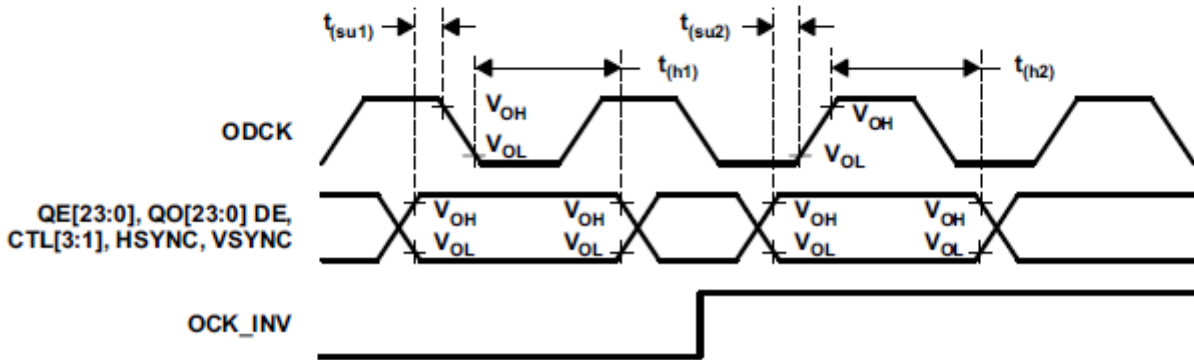 t(su1)
t(su2)
t(h1)
t(h2)
ODCK
VOH
VOL
VOH
VOL
QE[23:0], QO[23:0] DE,
CTL[3:1], HSYNC, VSYNC
VOH VOH VOH VOH
VOL VOL VOL VOL
OCK_INV